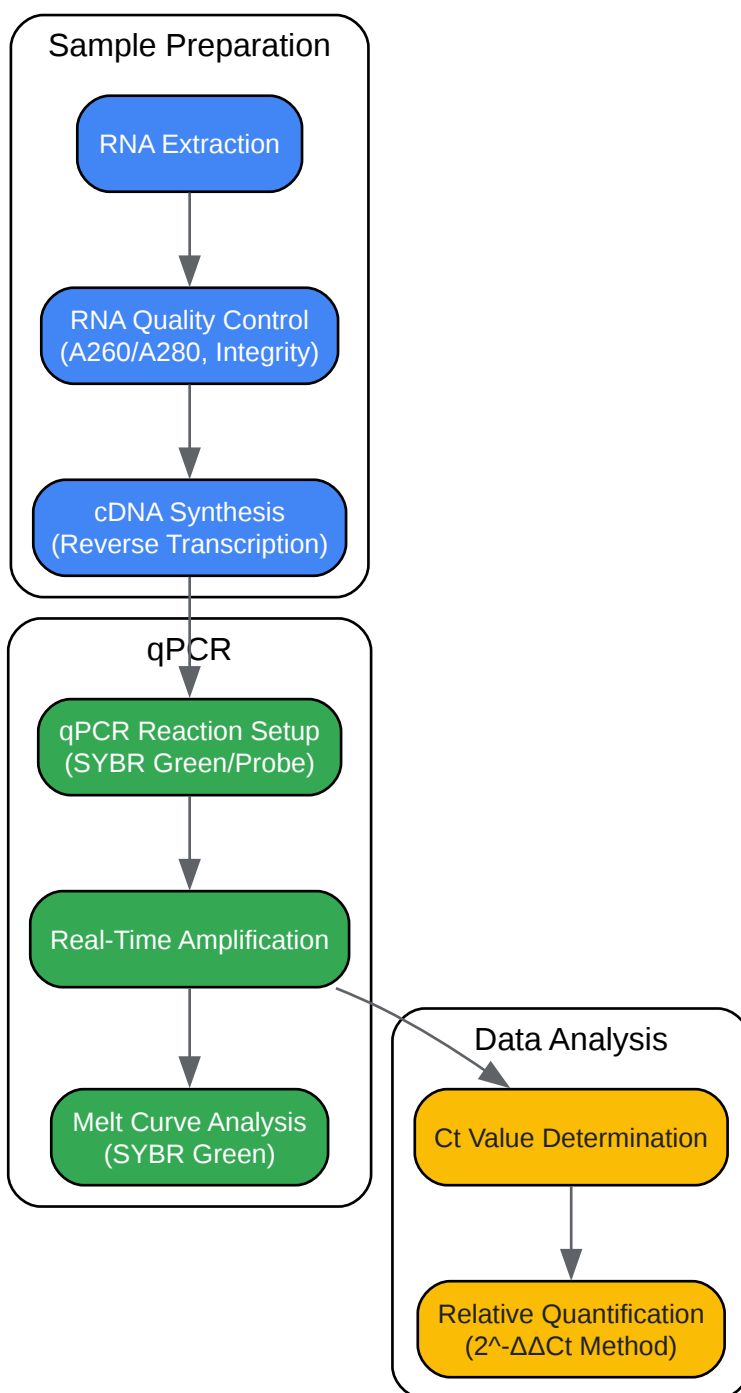 Sample Preparation
RNA Extraction
RNA Quality Control
(A260/A280, Integrity)
cDNA Synthesis
(Reverse Transcription)
qPCR
qPCR Reaction Setup
(SYBR Green/Probe)
Real-Time Amplification
Melt Curve Analysis
(SYBR Green)
Data Analysis
Ct Value Determination
Relative Quantification
(2^-ΔΔCt Method)